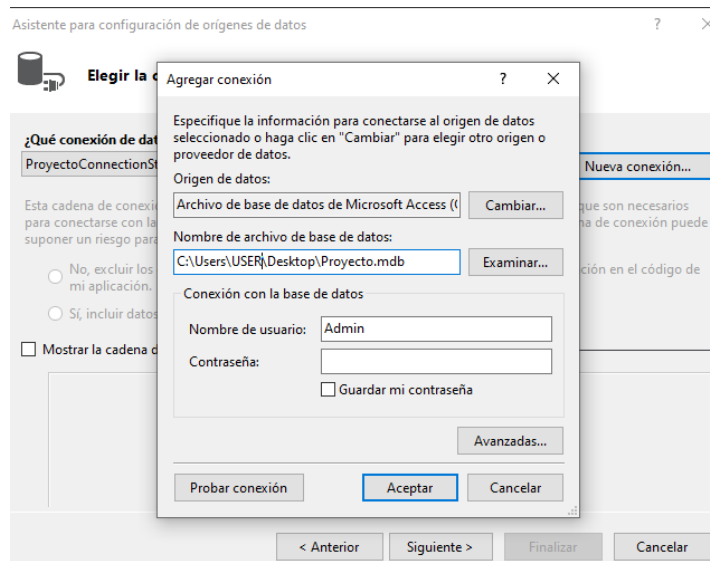 Asistente para configuración de orígenes de datos
Elegir la c
¿Qué conexión de dat
ProyectoConnectionSt
Nueva conexión...
Esta cadena de conexi
que son necesarios
para conectarse con la
na de conexión puede
suponer un riesgo para
No, excluir los
ción en el código de
mi aplicación.
Sí, incluir datos
Mostrar la cadena d
Agregar conexión
Especifique la información para conectarse al origen de datos
seleccionado o haga clic en "Cambiar" para elegir otro origen o
proveedor de datos.
Origen de datos:
Archivo de base de datos de Microsoft Access (
Cambiar...
Nombre de archivo de base de datos:
C:\Users\USER\Desktop\Proyecto.mdb
Examinar...
Conexión con la base de datos
Nombre de usuario:
Admin
Contraseña:
Guardar mi contraseña
Avanzadas...
Probar conexión
Aceptar
Cancelar
< Anterior
Siguiente >
Finalizar
Cancelar